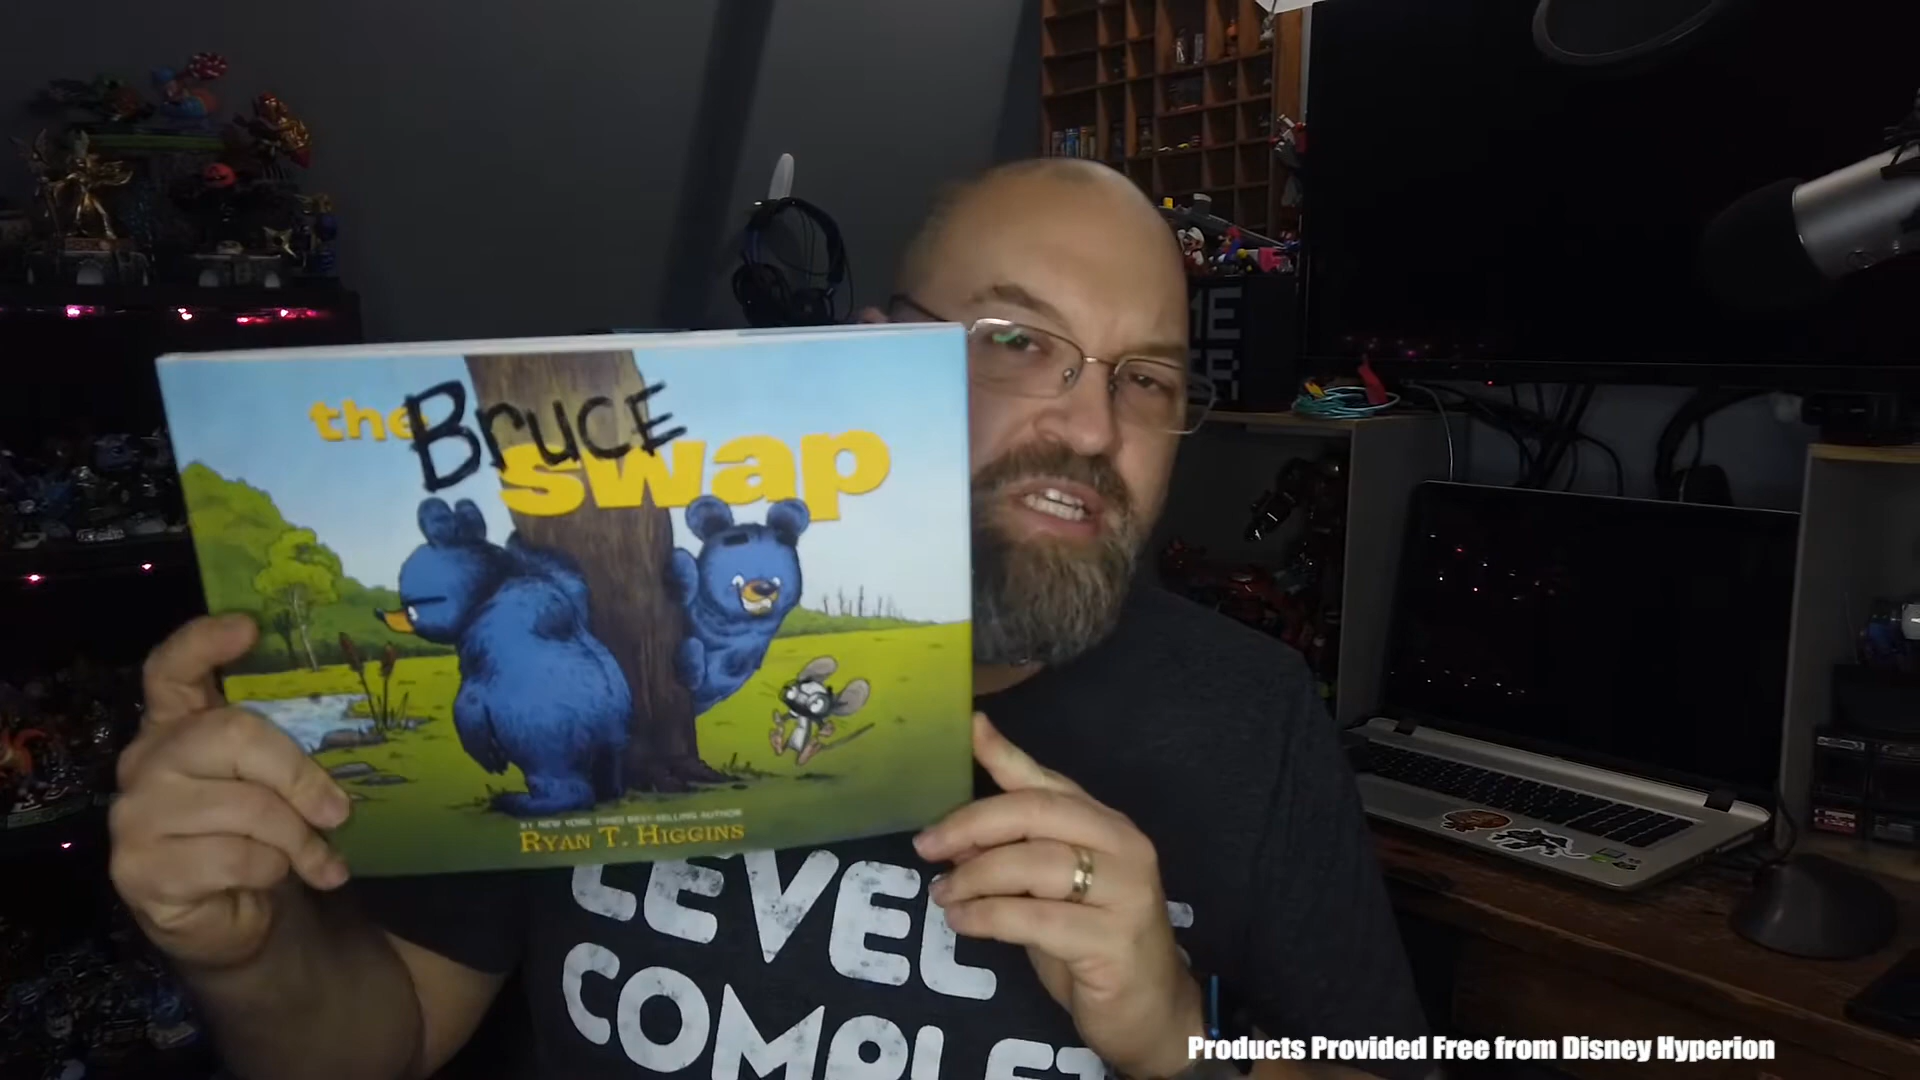 the Bruce
swap
BY NEW YORK TIMES BEST-SELLING AUTHOR
RYAN T. HIGGINS
LEVEL
COMPLET
Products Provided Free from Disney Hyperion